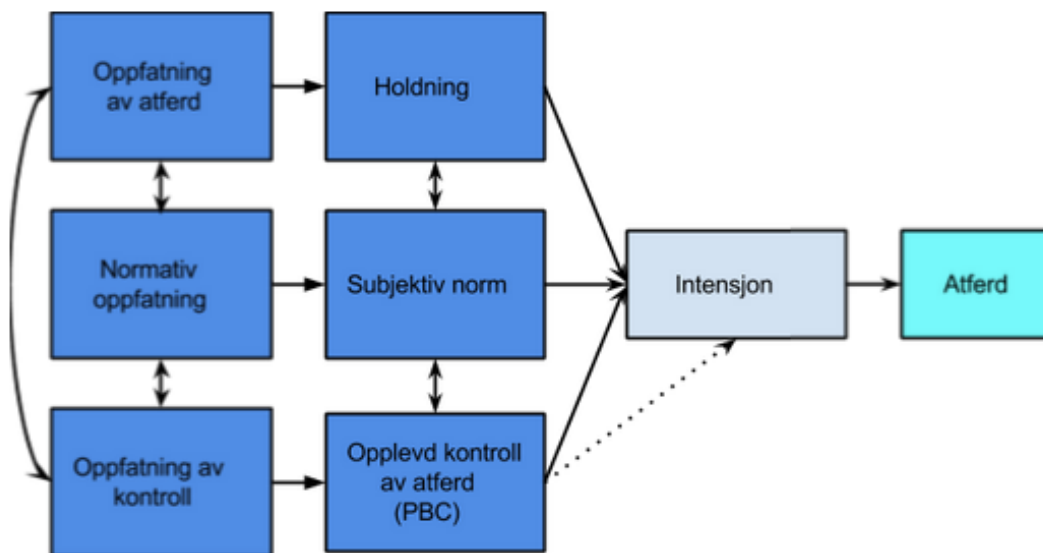 Oppfatning
av atferd
Holdning
Normativ
oppfatning
Subjektiv norm
Intensjon
Atferd
Oppfatning av
kontroll
Opplevd kontroll
av atferd
(PBC)